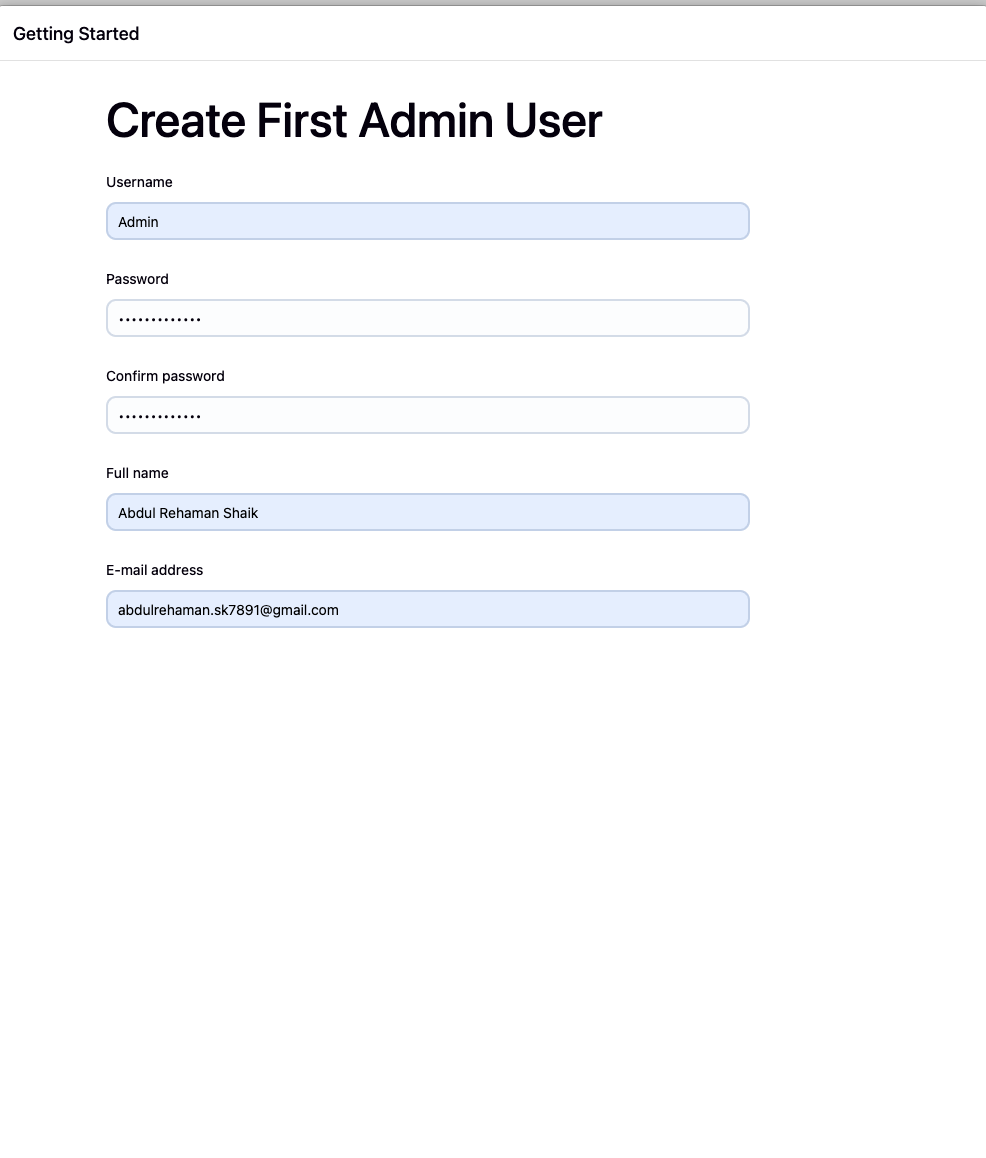 Getting Started
Create First Admin User
Username
Admin
Password
•••••••••••••
Confirm password
•••••••••••••
Full name
Abdul Rehaman Shaik
E-mail address
abdulrehaman.sk7891@gmail.com